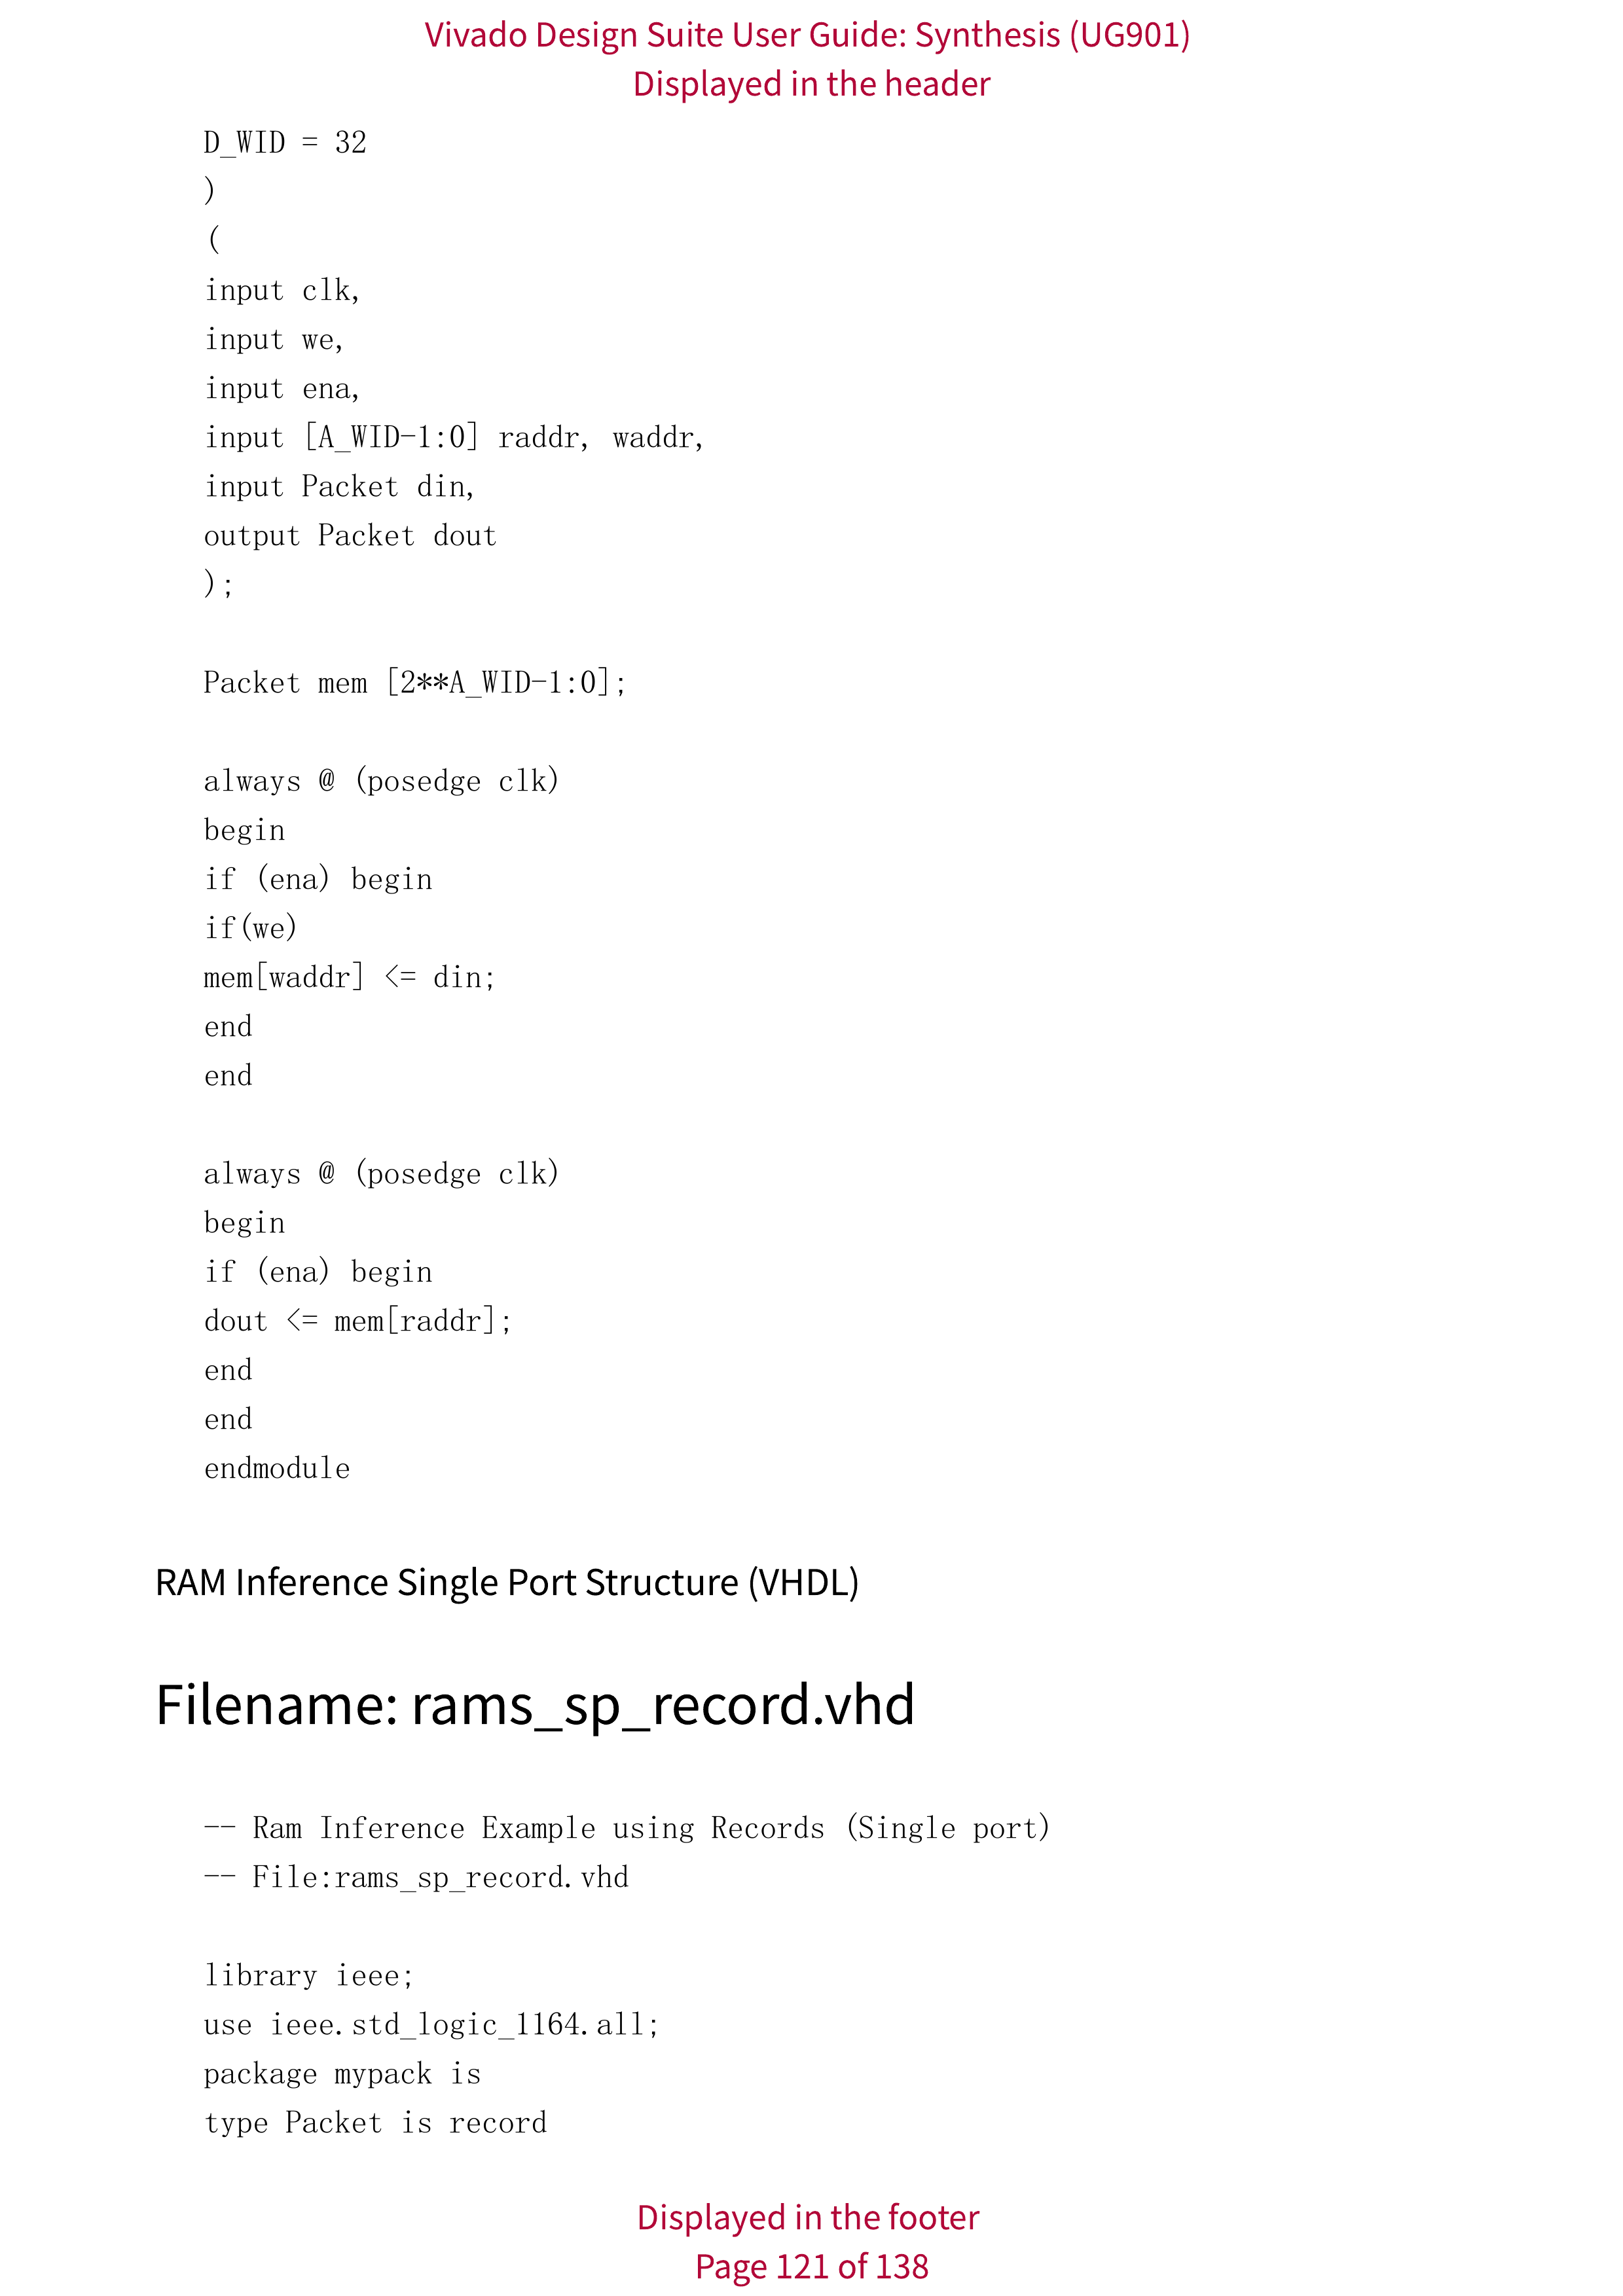 Vivado Design Suite User Guide: Synthesis (UG901)
Displayed in the header
D_WID = 32
)
(
input clk,
input we,
input ena,
input [A_WID-1:0] raddr, waddr,
input Packet din,
output Packet dout
);
Packet mem [2**A_WID-1:0];
always @ (posedge clk)
begin
if (ena) begin
if(we)
mem[waddr] <= din;
end
end
always @ (posedge clk)
begin
if (ena) begin
dout <= mem[raddr];
end
end
endmodule
RAM Inference Single Port Structure (VHDL)
Filename: rams_sp_record.vhd
-- Ram Inference Example using Records (Single port)
-- File:rams_sp_record.vhd
library ieee;
use ieee.std_logic_1164.all;
package mypack is
type Packet is record
Displayed in the footer
Page 121 of 138